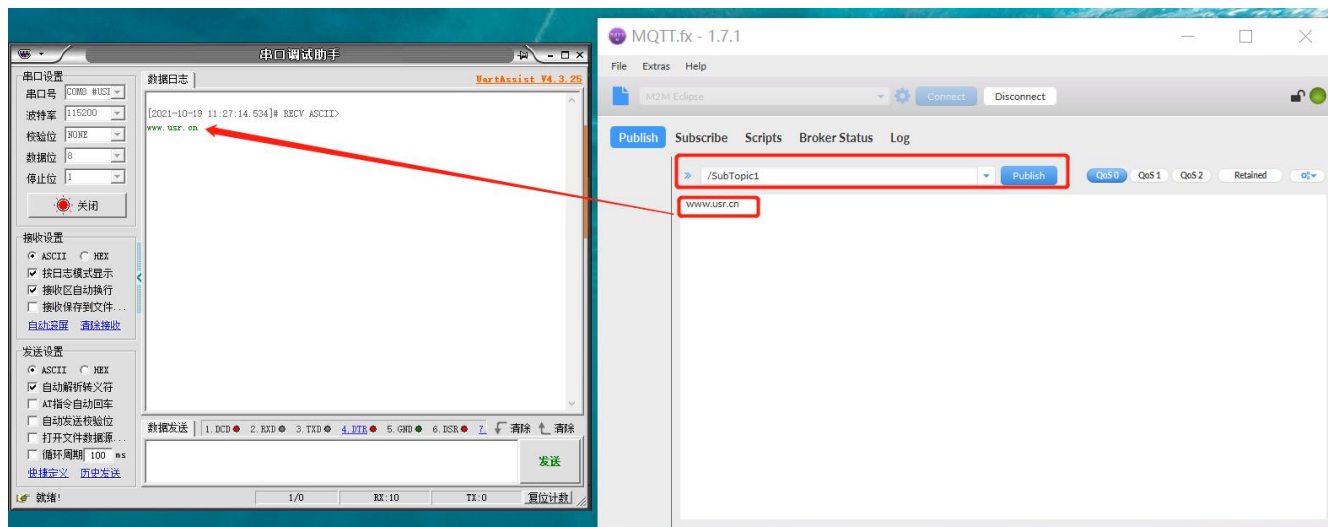 串口调试助手
串口设置
串口号 COM8 #USI
波特率 115200
校验位 NONE
数据位 8
停止位 1
关闭
接收设置
ASCII HEX
按日志模式显示
接收区自动换行
接收保存到文件...
自动滚屏 清除接收
发送设置
ASCII HEX
自动解析转义符
AT指令自动回车
自动发送校验位
打开文件数据源...
循环周期 100 ms
快捷定义 历史发送
数据日志 UartAssist V4.3.25
[2021-10-19 11:27:14.534]# RECV ASCII>
www.usr.cn
数据发送 1.DCD 2.RXD 3.TXD 4.DTR 5.GND 6.DSR 7. 清除 清除
发送
就绪! 1/0 RX:10 TX:0 复位计数
MQTT.fx - 1.7.1
File Extras Help
M2M Eclipse Connect Disconnect
Publish Subscribe Scripts Broker Status Log
» /SubTopic1 Publish QoS 0 QoS 1 QoS 2 Retained
www.usr.cn